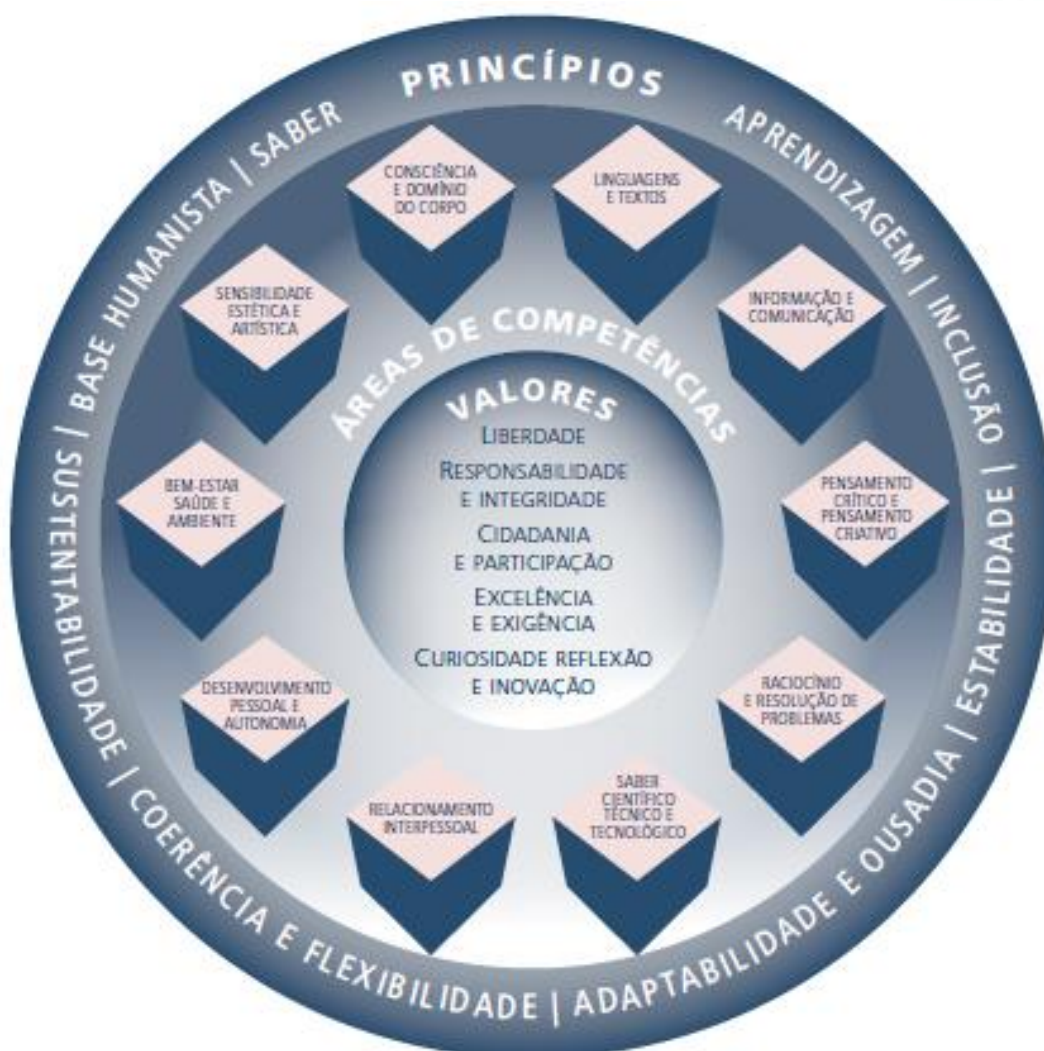 PRINCÍPIOS
BASE HUMANISTA | SABER
APRENDIZAGEM | INCLUSÃO |
ESTABILIDADE |
ADAPTABILIDADE E OUSADIA |
COERÊNCIA E FLEXIBILIDADE |
SUSTENTABILIDADE |
ÁREAS DE COMPETÊNCIAS
LINGUAGENS
E TEXTOS
INFORMAÇÃO E
COMUNICAÇÃO
PENSAMENTO
CRÍTICO E
PENSAMENTO
CRIATIVO
RACIOCÍNIO
E RESOLUÇÃO DE
PROBLEMAS
SABER
CIENTÍFICO
TÉCNICO E
TECNOLÓGICO
RELACIONAMENTO
INTERPESSOAL
DESENVOLVIMENTO
PESSOAL E
AUTONOMIA
BEM-ESTAR
SAÚDE E
AMBIENTE
SENSIBILIDADE
ESTÉTICA E
ARTÍSTICA
CONSCIÊNCIA
E DOMÍNIO
DO CORPO
VALORES
LIBERDADE
RESPONSABILIDADE
E INTEGRIDADE
CIDADANIA
E PARTICIPAÇÃO
EXCELÊNCIA
E EXIGÊNCIA
CURIOSIDADE REFLEXÃO
E INOVAÇÃO